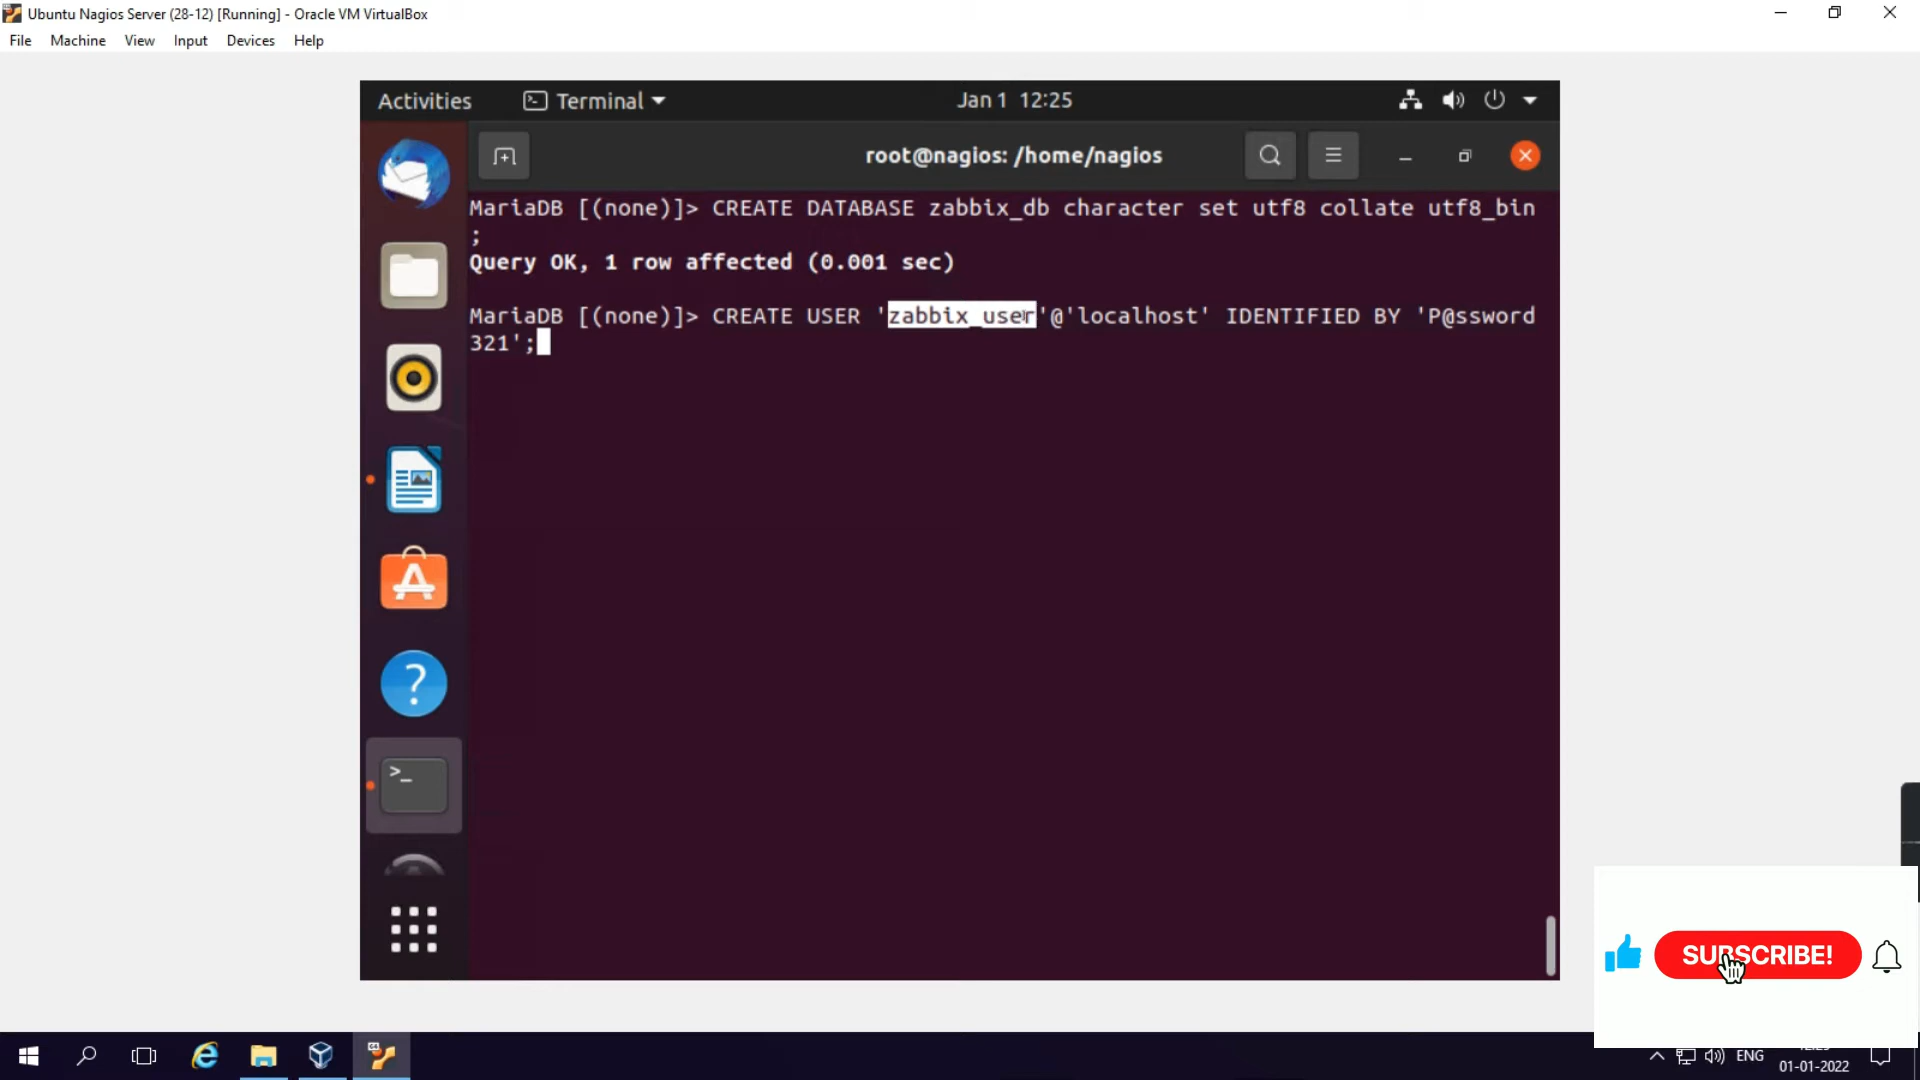 Ubuntu Nagios Server (28-12) [Running] - Oracle VM VirtualBox
File Machine View Input Devices Help
Activities Terminal Jan 1 12:25
root@nagios: /home/nagios
MariaDB [(none)]> CREATE DATABASE zabbix_db character set utf8 collate utf8_bin
;
Query OK, 1 row affected (0.001 sec)
MariaDB [(none)]> CREATE USER 'zabbix_user'@'localhost' IDENTIFIED BY 'P@ssword
321';
SUBSCRIBE!
ENG
01-01-2022